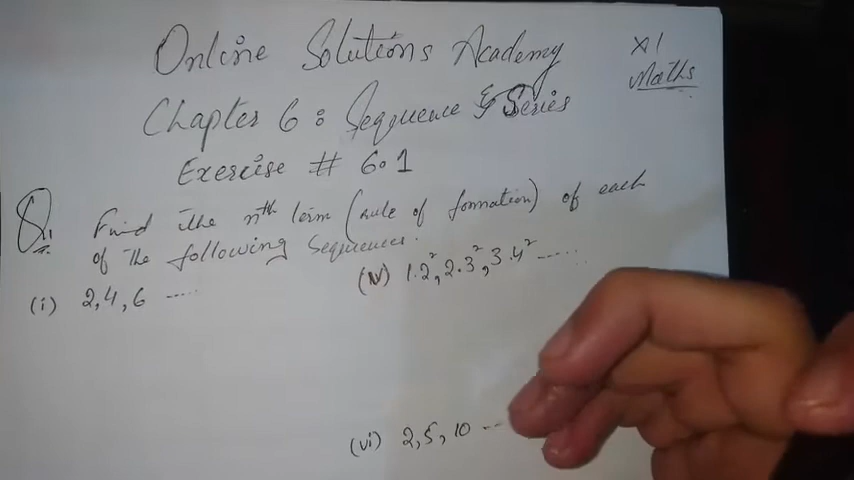 Online Solutions Academy
XI
Maths
Chapter 6 : Sequence & Series
Exercise # 6.1
Q1. Find the nth term (rule of formation) of each
of the following sequences.
(i) 2,4,6 .....
(iv) 1.2², 2.3², 3.4² ......
(vi) 2,5,10 ...